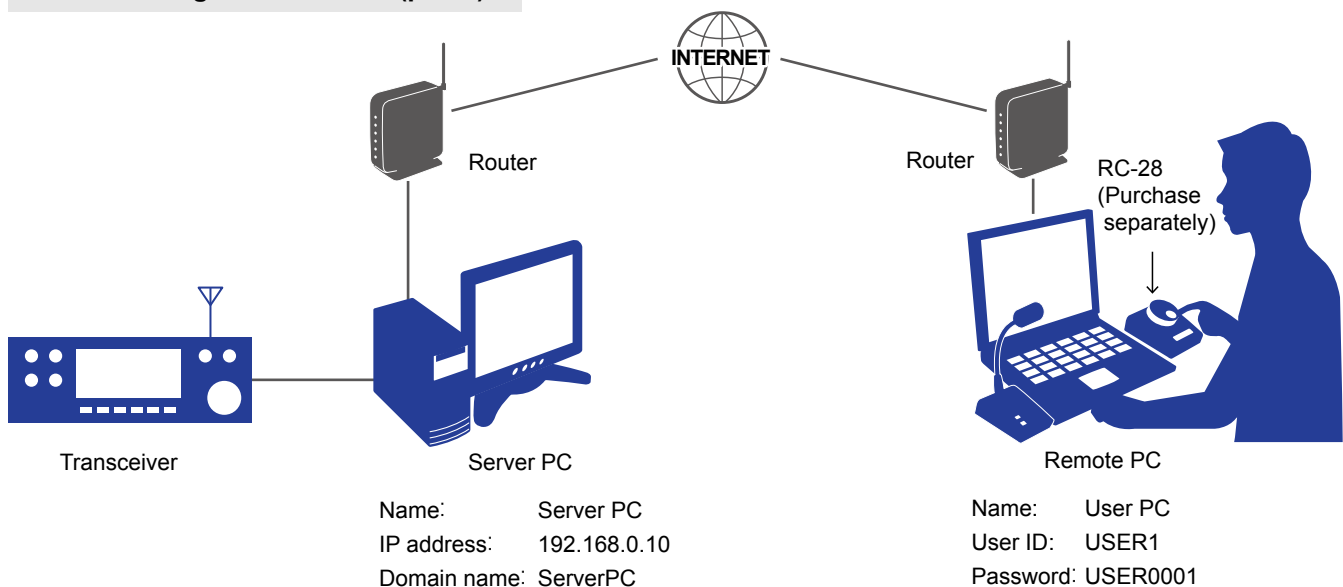 INTERNET
Router
Router
RC-28
(Purchase
separately)
Transceiver
Server PC
Remote PC
Name: Server PC
IP address: 192.168.0.10
Domain name: ServerPC
Name: User PC
User ID: USER1
Password: USER0001